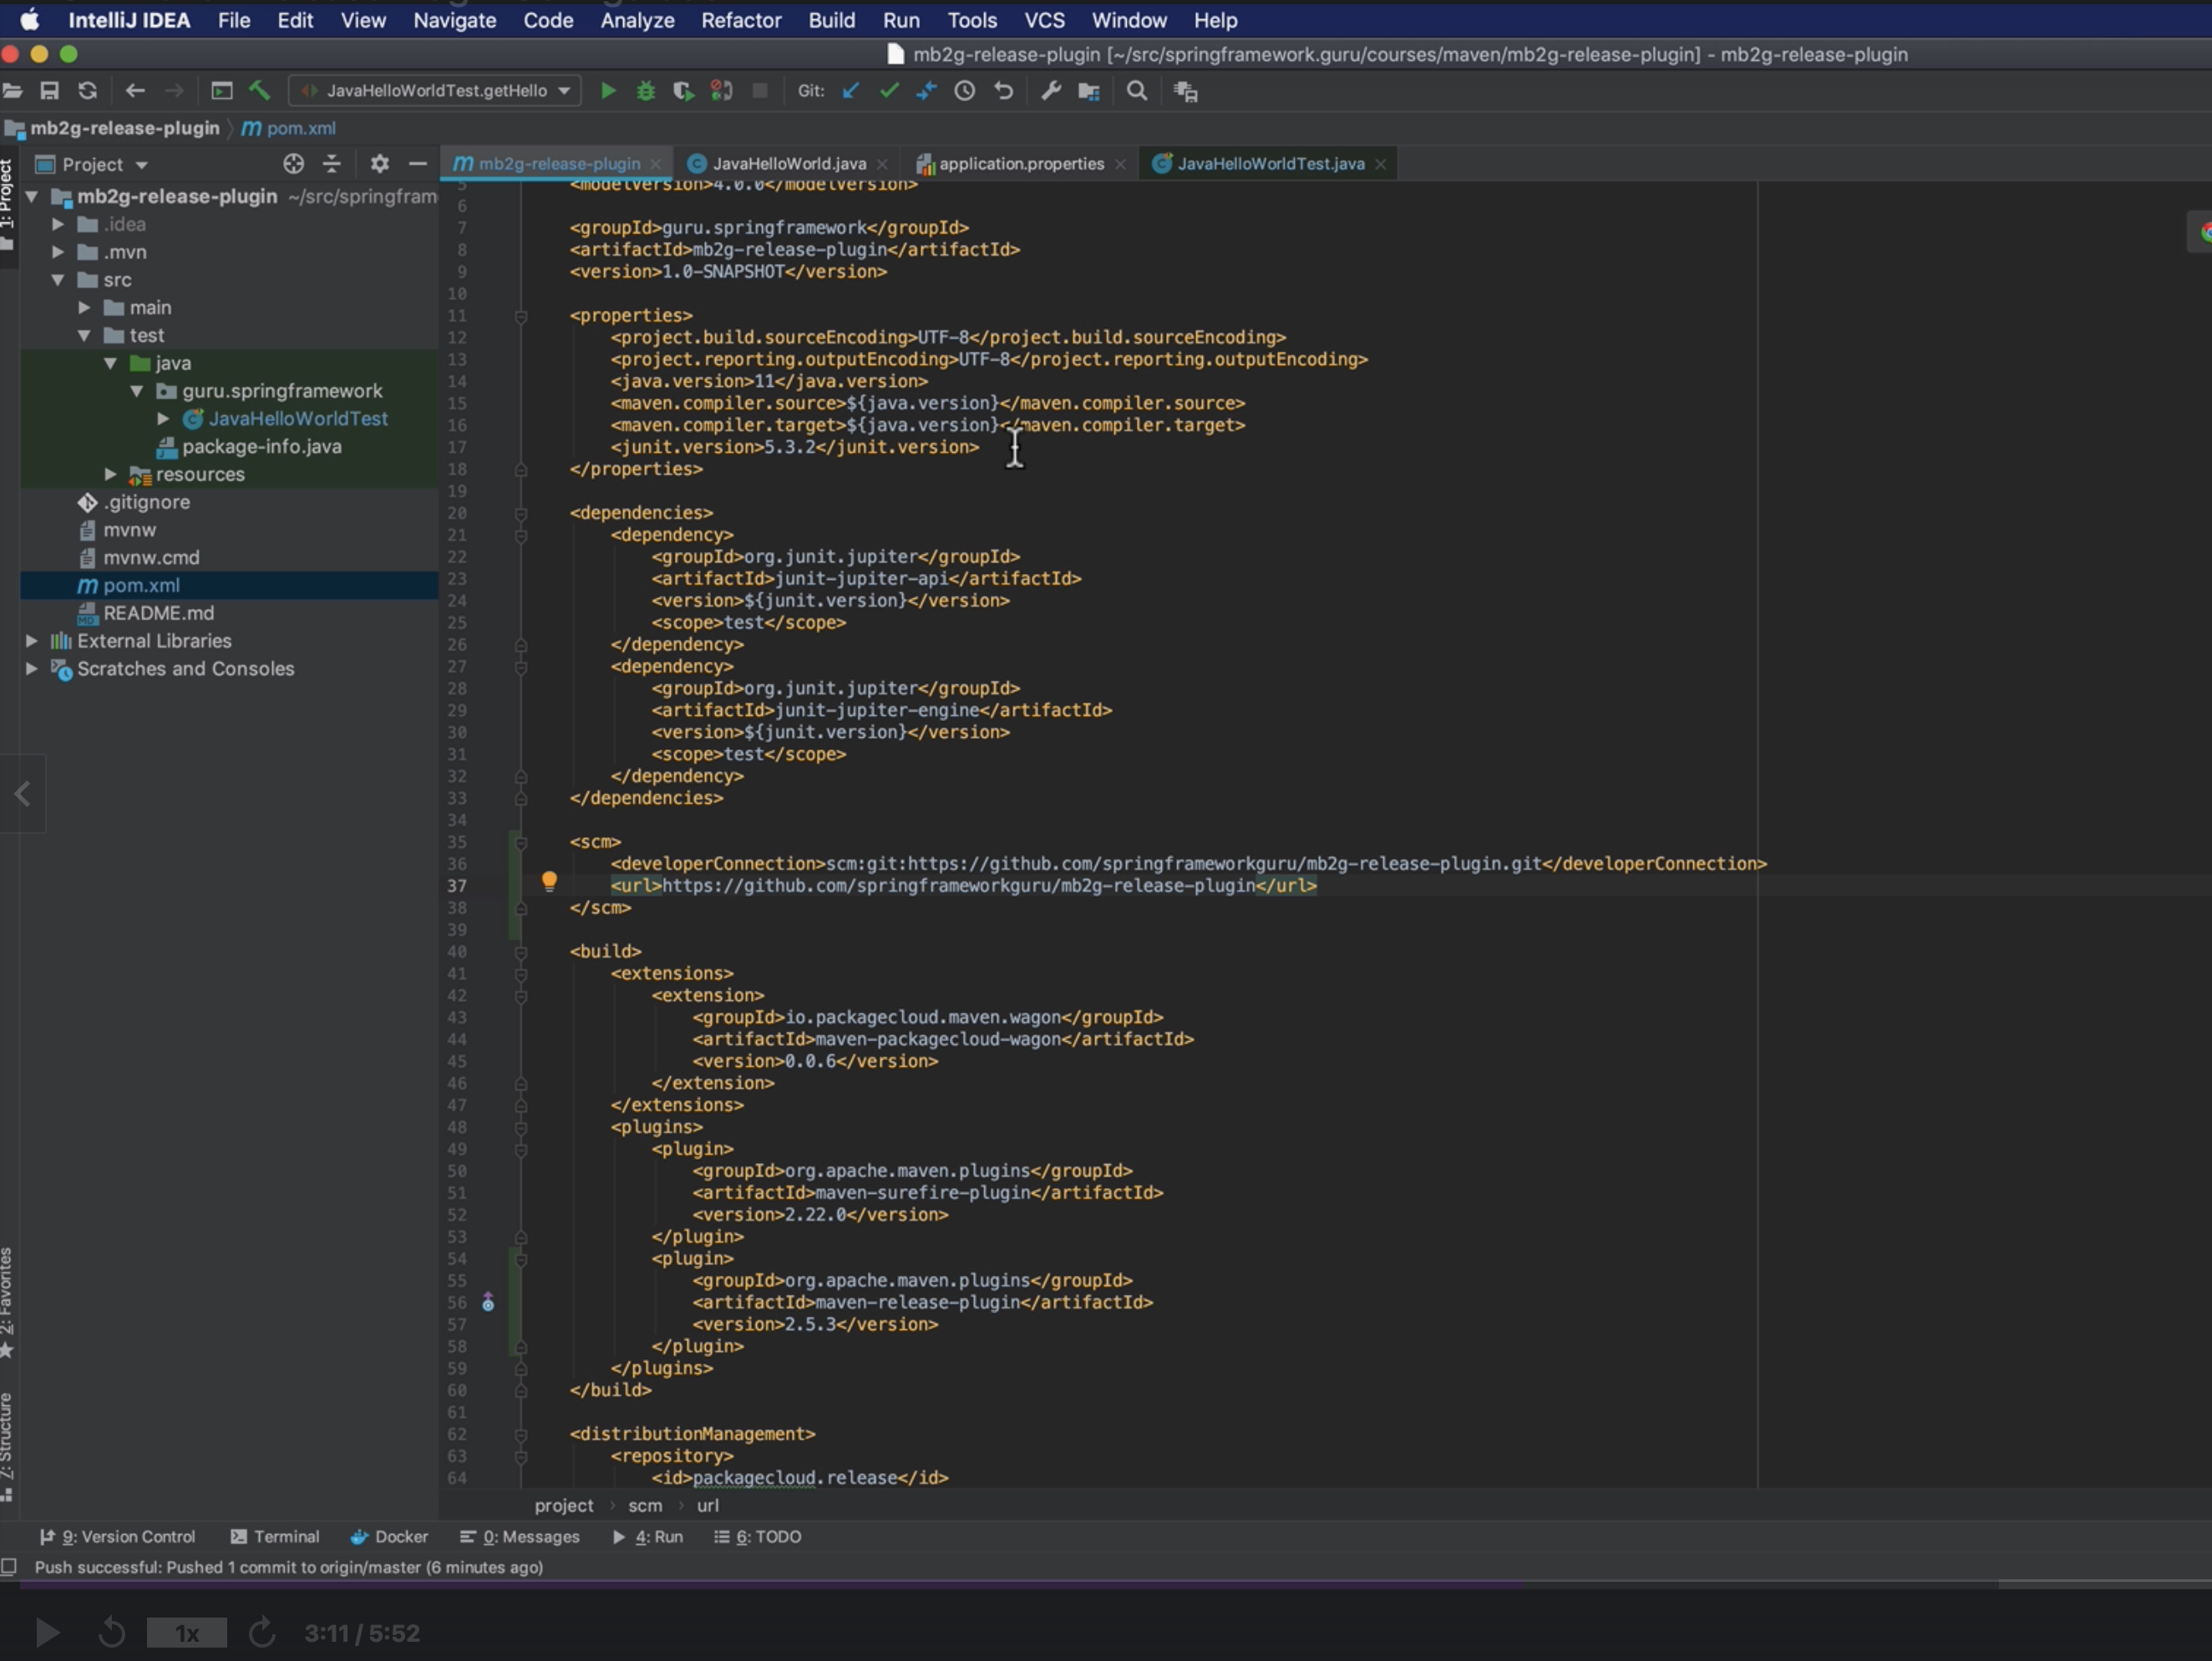 IntelliJ IDEA File Edit View Navigate Code Analyze Refactor Build Run Tools VCS Window Help
mb2g-release-plugin [~/src/springframework.guru/courses/maven/mb2g-release-plugin] - mb2g-release-plugin
JavaHelloWorldTest.getHello Git:
mb2g-release-plugin pom.xml
1: Project
Project
mb2g-release-plugin ~/src/springfram
.idea
.mvn
src
main
test
java
guru.springframework
JavaHelloWorldTest
package-info.java
resources
.gitignore
mvnw
mvnw.cmd
pom.xml
README.md
External Libraries
Scratches and Consoles
2: Favorites
7: Structure
mb2g-release-plugin JavaHelloWorld.java application.properties JavaHelloWorldTest.java
5 <modelVersion>4.0.0</modelVersion>
6
7 <groupId>guru.springframework</groupId>
8 <artifactId>mb2g-release-plugin</artifactId>
9 <version>1.0-SNAPSHOT</version>
10
11 <properties>
12 <project.build.sourceEncoding>UTF-8</project.build.sourceEncoding>
13 <project.reporting.outputEncoding>UTF-8</project.reporting.outputEncoding>
14 <java.version>11</java.version>
15 <maven.compiler.source>${java.version}</maven.compiler.source>
16 <maven.compiler.target>${java.version}</maven.compiler.target>
17 <junit.version>5.3.2</junit.version>
18 </properties>
19
20 <dependencies>
21 <dependency>
22 <groupId>org.junit.jupiter</groupId>
23 <artifactId>junit-jupiter-api</artifactId>
24 <version>${junit.version}</version>
25 <scope>test</scope>
26 </dependency>
27 <dependency>
28 <groupId>org.junit.jupiter</groupId>
29 <artifactId>junit-jupiter-engine</artifactId>
30 <version>${junit.version}</version>
31 <scope>test</scope>
32 </dependency>
33 </dependencies>
34
35 <scm>
36 <developerConnection>scm:git:https://github.com/springframeworkguru/mb2g-release-plugin.git</developerConnection>
37 <url>https://github.com/springframeworkguru/mb2g-release-plugin</url>
38 </scm>
39
40 <build>
41 <extensions>
42 <extension>
43 <groupId>io.packagecloud.maven.wagon</groupId>
44 <artifactId>maven-packagecloud-wagon</artifactId>
45 <version>0.0.6</version>
46 </extension>
47 </extensions>
48 <plugins>
49 <plugin>
50 <groupId>org.apache.maven.plugins</groupId>
51 <artifactId>maven-surefire-plugin</artifactId>
52 <version>2.22.0</version>
53 </plugin>
54 <plugin>
55 <groupId>org.apache.maven.plugins</groupId>
56 <artifactId>maven-release-plugin</artifactId>
57 <version>2.5.3</version>
58 </plugin>
59 </plugins>
60 </build>
61
62 <distributionManagement>
63 <repository>
64 <id>packagecloud.release</id>
project scm url
9: Version Control Terminal Docker 0: Messages 4: Run 6: TODO
Push successful: Pushed 1 commit to origin/master (6 minutes ago)
1x 3:11 / 5:52